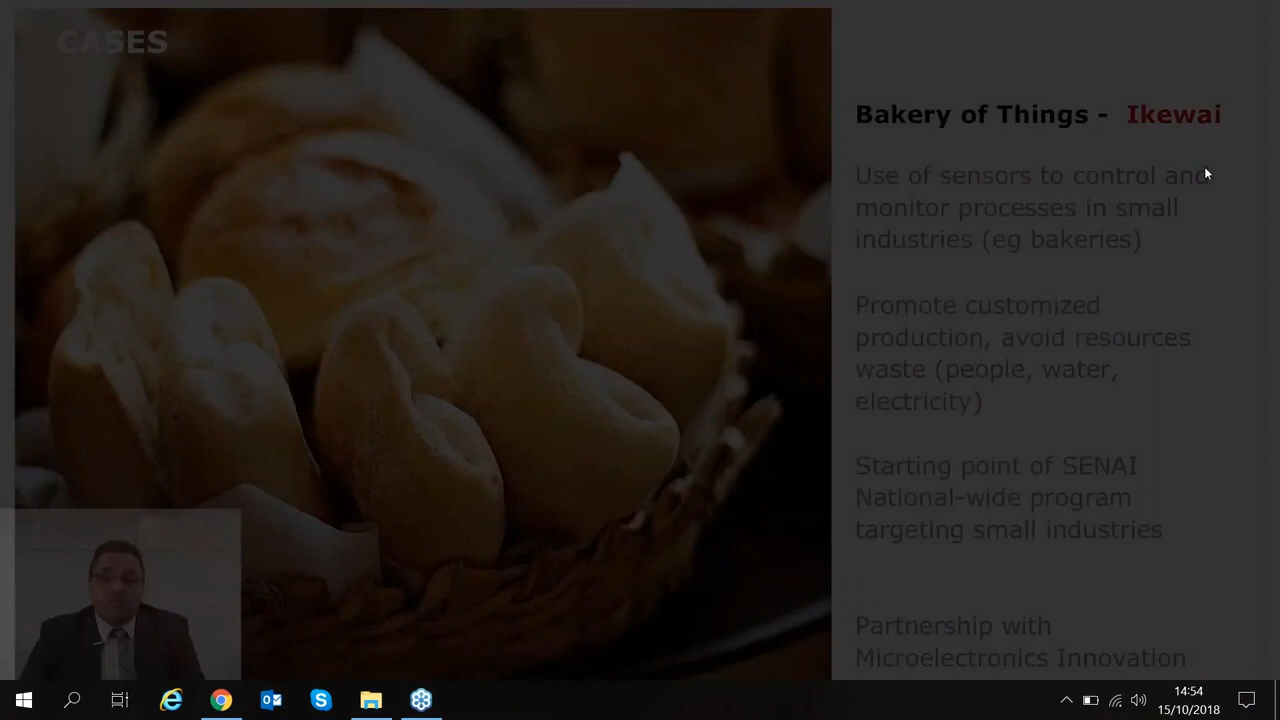 CASES
Bakery of Things - Ikewai
Use of sensors to control and
monitor processes in small
industries (eg bakeries)
Promote customized
production, avoid resources
waste (people, water,
electricity)
Starting point of SENAI
National-wide program
targeting small industries
Partnership with
Microelectronics Innovation
14:54
15/10/2018